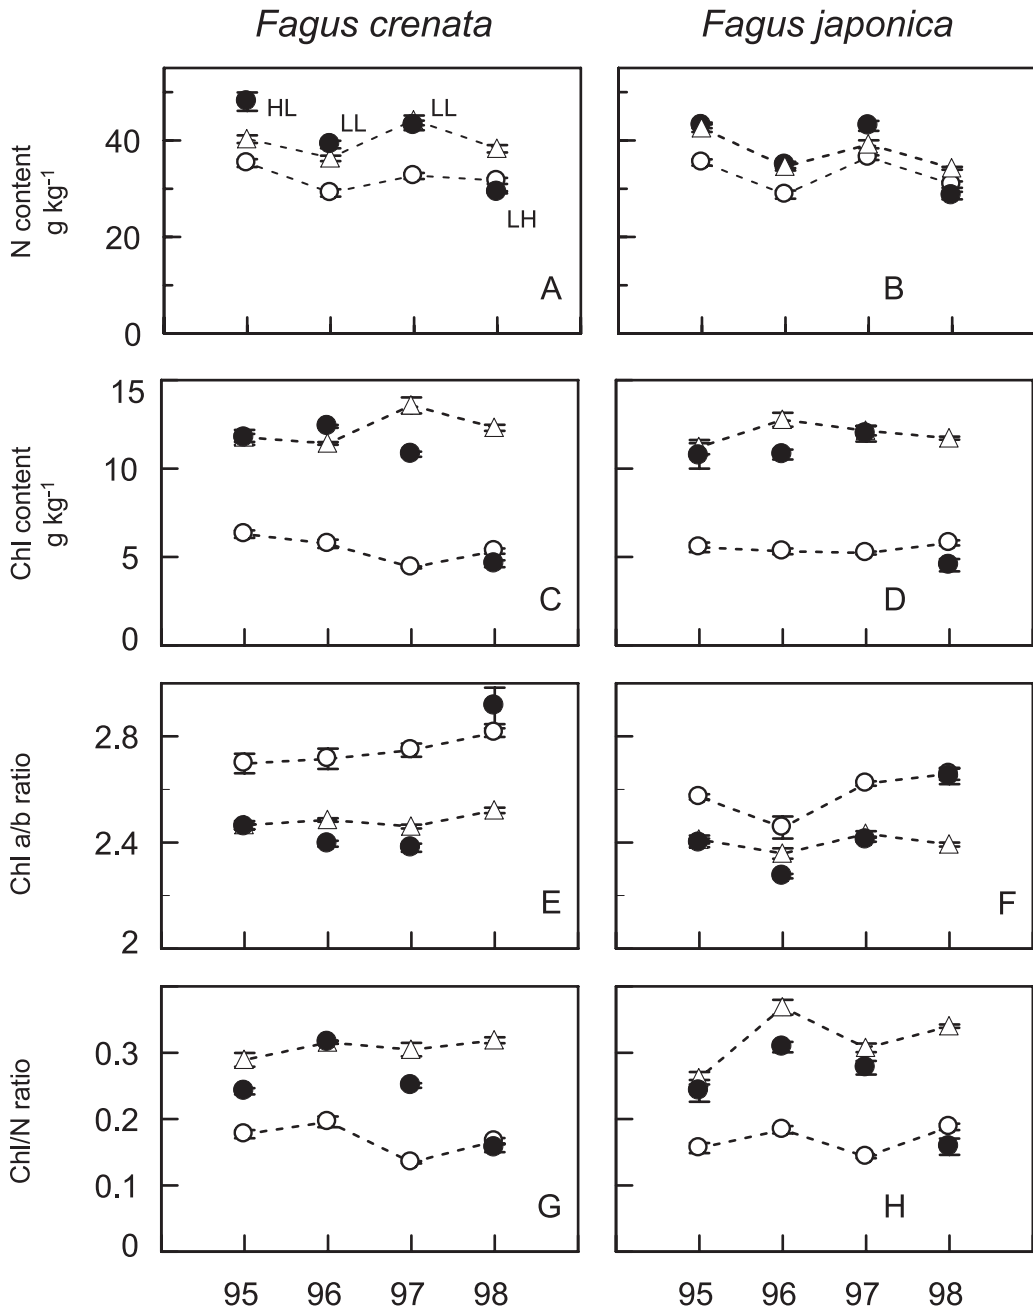 Fagus crenata
Fagus japonica
N content
g kg-1
40
20
0
HL
LL
LL
LH
A
B
Chl content
g kg-1
15
10
5
0
C
D
Chl a/b ratio
2.8
2.4
2
E
F
Chl/N ratio
0.3
0.2
0.1
0
G
H
95 96 97 98
95 96 97 98